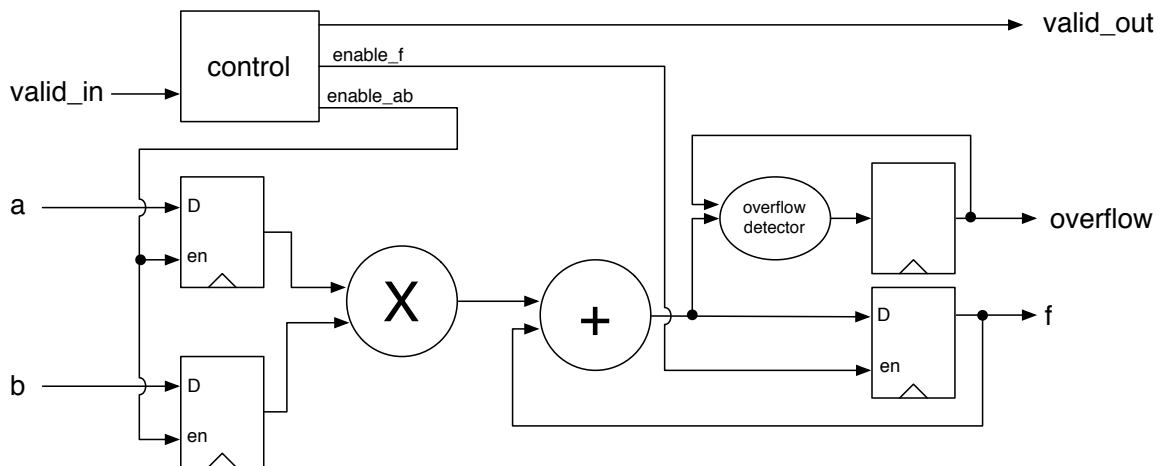 valid_out
control
enable_f
valid_in
enable_ab
a
D
en
overflow
detector
overflow
X
+
D
f
en
b
D
en